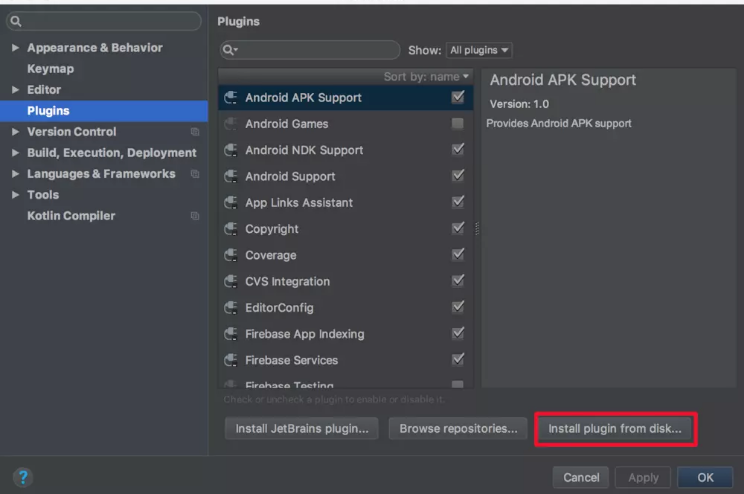 Plugins
Appearance & Behavior
Keymap
Editor
Plugins
Version Control
Build, Execution, Deployment
Languages & Frameworks
Tools
Kotlin Compiler
Show: All plugins
Sort by: name
Android APK Support
Android Games
Android NDK Support
Android Support
App Links Assistant
Copyright
Coverage
CVS Integration
EditorConfig
Firebase App Indexing
Firebase Services
Firebase Testing
Check or uncheck a plugin to enable or disable it.
Android APK Support
Version: 1.0
Provides Android APK support
Install JetBrains plugin...
Browse repositories...
Install plugin from disk...
?
Cancel
Apply
OK